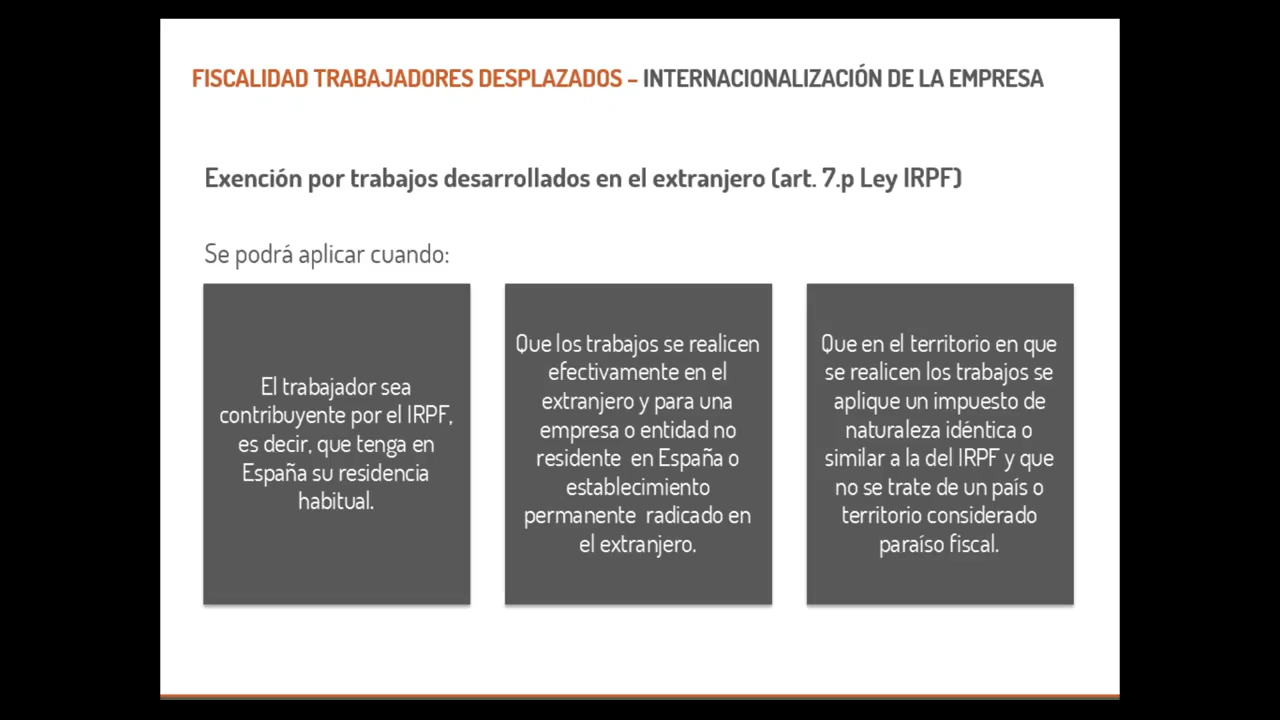 FISCALIDAD TRABAJADORES DESPLAZADOS – INTERNACIONALIZACIÓN DE LA EMPRESA
Exención por trabajos desarrollados en el extranjero (art. 7.p Ley IRPF)
Se podrá aplicar cuando:
El trabajador sea
contribuyente por el IRPF,
es decir, que tenga en
España su residencia
habitual.
Que los trabajos se realicen
efectivamente en el
extranjero y para una
empresa o entidad no
residente en España o
establecimiento
permanente radicado en
el extranjero.
Que en el territorio en que
se realicen los trabajos se
aplique un impuesto de
naturaleza idéntica o
similar a la del IRPF y que
no se trate de un país o
territorio considerado
paraíso fiscal.